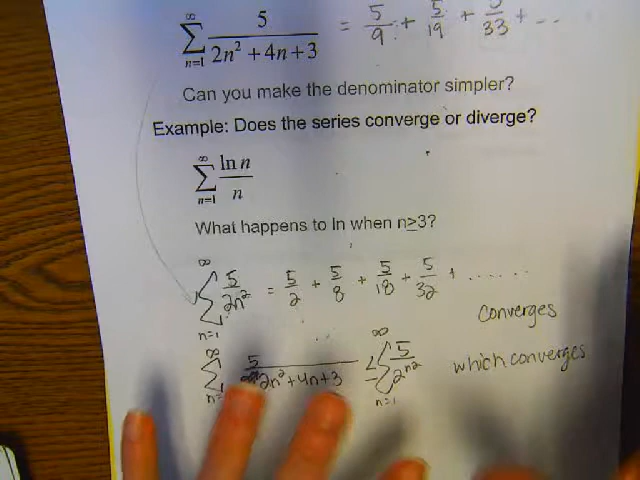 ∞
∑ 5/(2n² + 4n + 3) = 5/9 + 5/19 + 5/33 + ...
n=1
Can you make the denominator simpler?
Example: Does the series converge or diverge?
∞
∑ ln n / n
n=1
What happens to ln when n≥3?
∞
∑ 5/2n² = 5/2 + 5/8 + 5/18 + 5/32 + ......
n=1
converges
∞ ∞
∑ 5/(2n²+4n+3) ≤ ∑ 5/2n² which converges
n= n=1